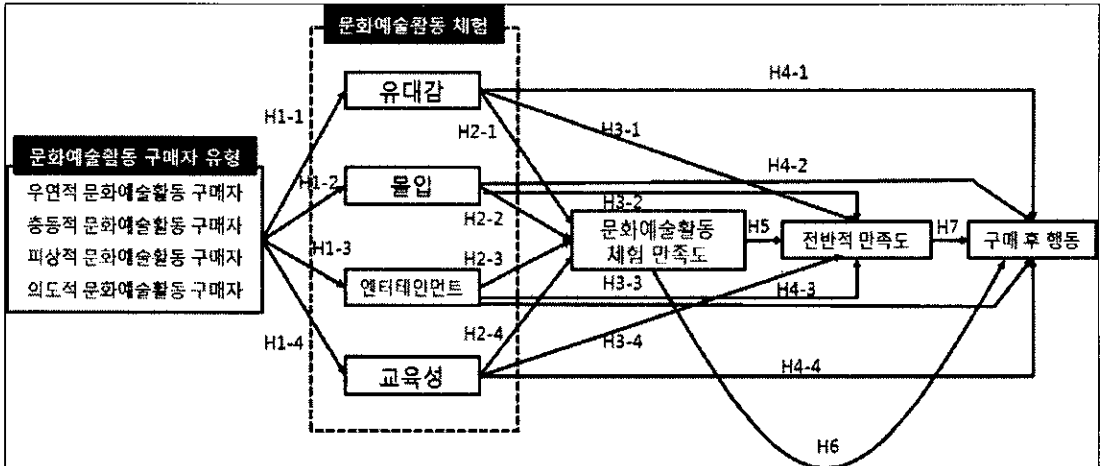 문화예술활동 체험
H4-1
유대감
H1-1
H2-1
H3-1
문화예술활동 구매자 유형
우연적 문화예술활동 구매자
충동적 문화예술활동 구매자
피상적 문화예술활동 구매자
의도적 문화예술활동 구매자
H1-2
몰입
H4-2
H3-2
H2-2
문화예술활동
체험 만족도
H5
전반적 만족도
H7
구매 후 행동
H1-3
H2-3
엔터테인먼트
H3-3
H4-3
H1-4
H2-4
H3-4
교육성
H4-4
H6